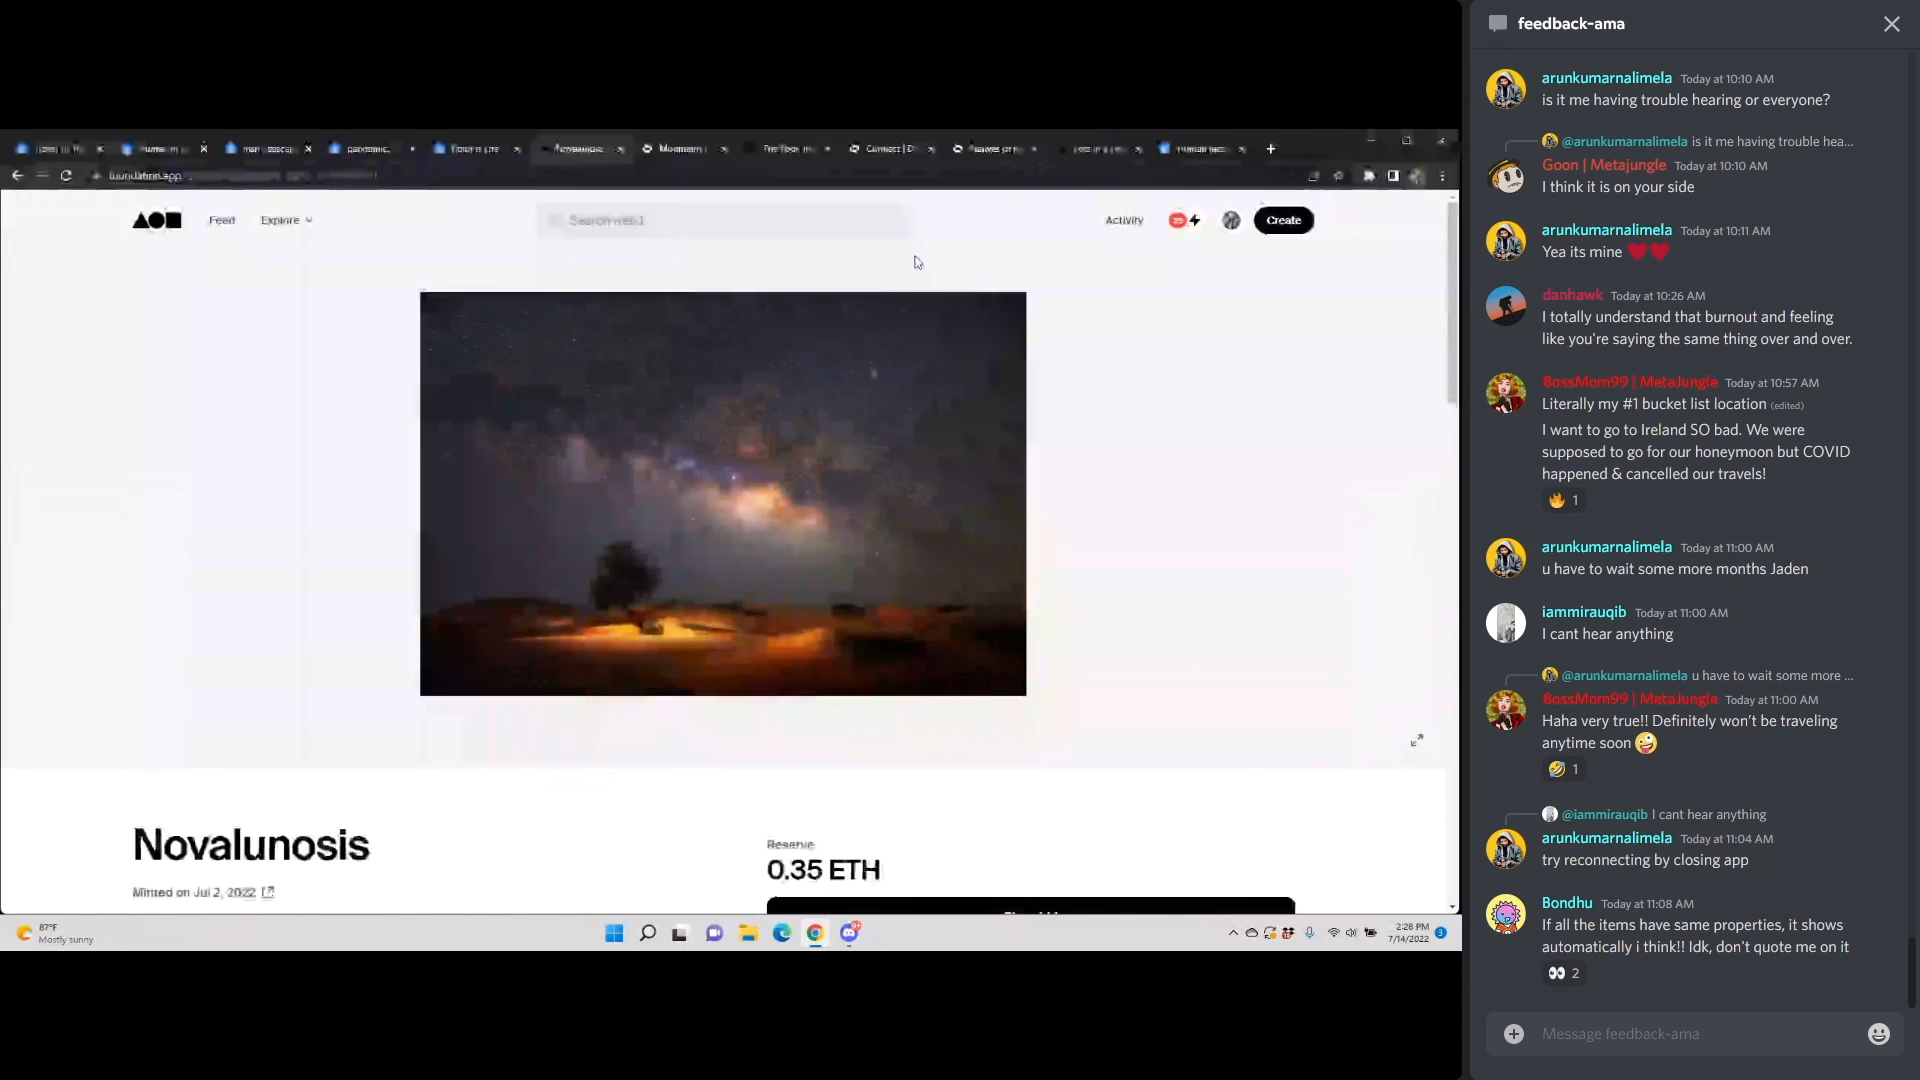 foundation.app
Feed
Explore
Search web3
Activity
25
Create
Novalunosis
Minted on Jul 2, 2022
Reserve
0.35 ETH
87°F
Mostly sunny
2:28 PM
7/14/2022
3
feedback-ama
arunkumarnalimela Today at 10:10 AM
is it me having trouble hearing or everyone?
@arunkumarnalimela is it me having trouble hea...
Goon | Metajungle Today at 10:10 AM
I think it is on your side
arunkumarnalimela Today at 10:11 AM
Yea its mine
danhawk Today at 10:26 AM
I totally understand that burnout and feeling
like you're saying the same thing over and over.
BossMom99 | MetaJungle Today at 10:57 AM
Literally my #1 bucket list location (edited)
I want to go to Ireland SO bad. We were
supposed to go for our honeymoon but COVID
happened & cancelled our travels!
1
arunkumarnalimela Today at 11:00 AM
u have to wait some more months Jaden
iammirauqib Today at 11:00 AM
I cant hear anything
@arunkumarnalimela u have to wait some more ...
BossMom99 | MetaJungle Today at 11:00 AM
Haha very true!! Definitely won't be traveling
anytime soon
1
@iammirauqib I cant hear anything
arunkumarnalimela Today at 11:04 AM
try reconnecting by closing app
Bondhu Today at 11:08 AM
If all the items have same properties, it shows
automatically i think!! Idk, don't quote me on it
2
Message feedback-ama